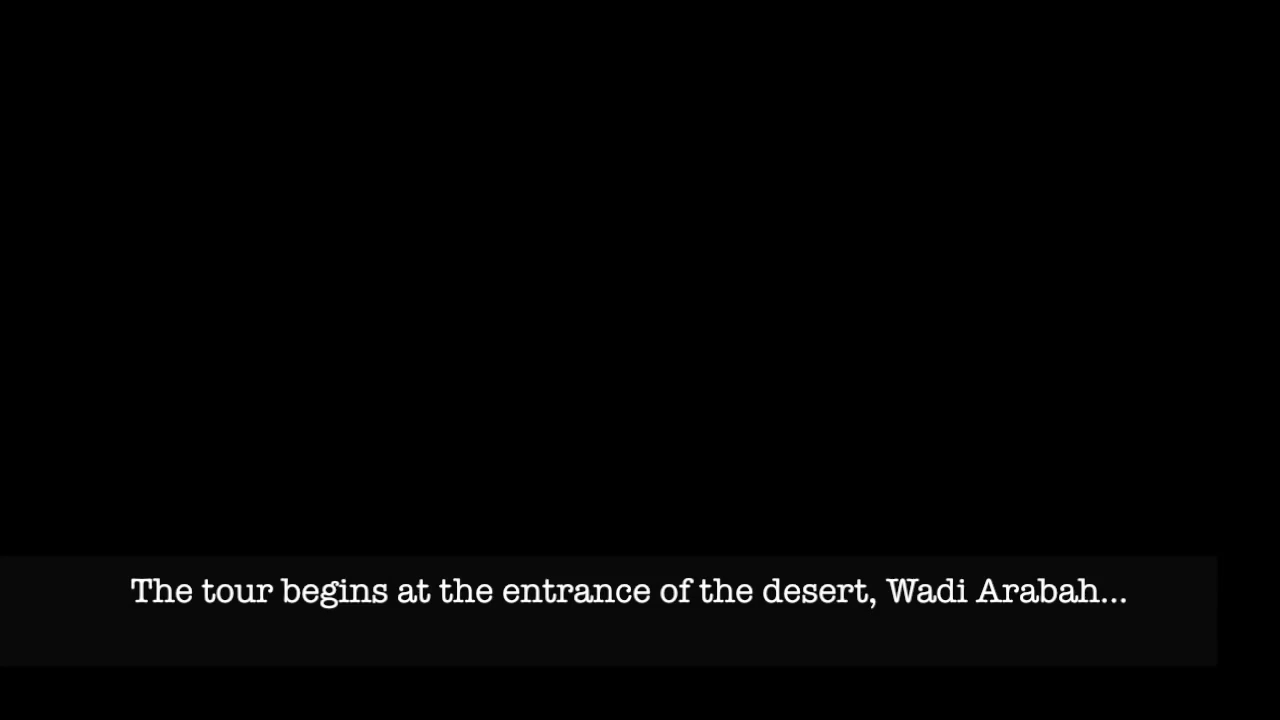 The tour begins at the entrance of the desert, Wadi Arabah...